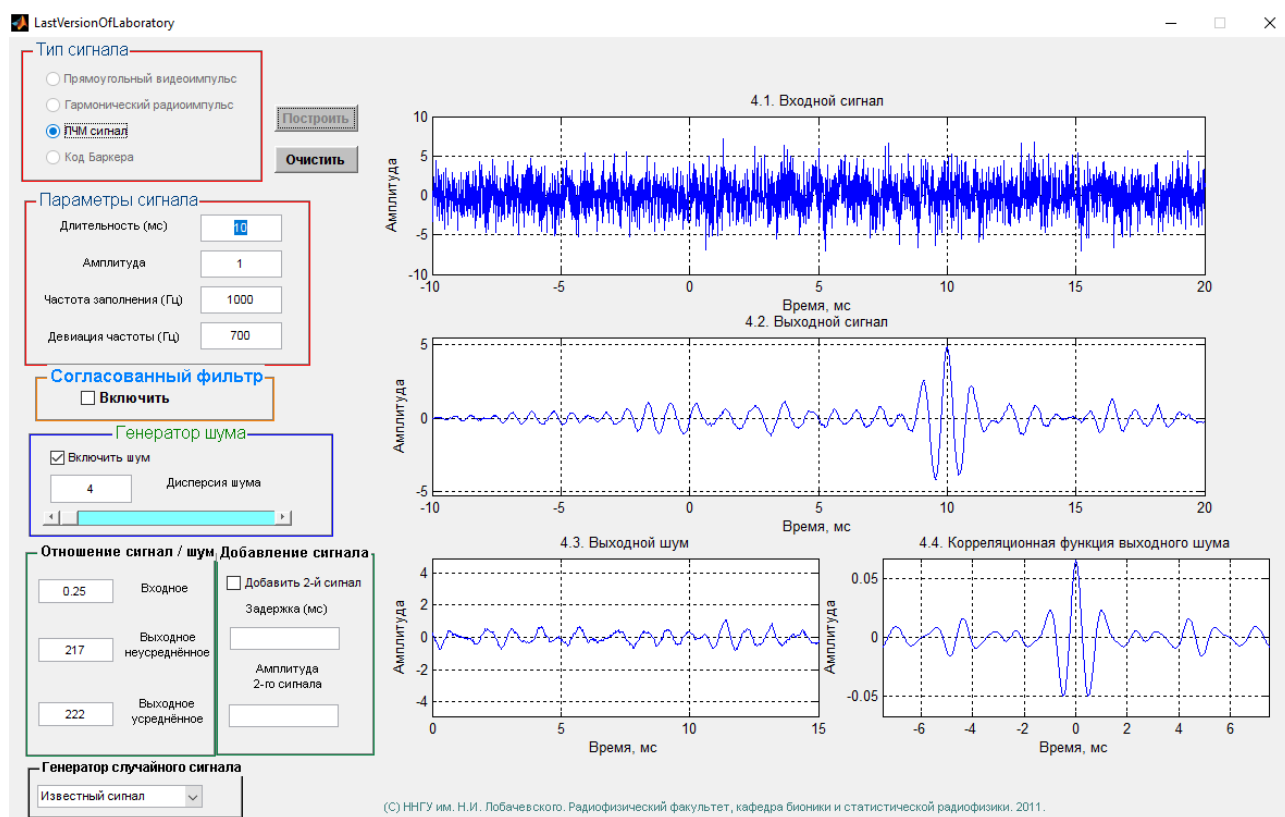 LastVersionOfLaboratory
Тип сигнала
Прямоугольный видеоимпульс
Гармонический радиоимпульс
ЛЧМ сигнал
Код Баркера
Построить
Очистить
Параметры сигнала
Длительность (мс)
10
Амплитуда
1
Частота заполнения (Гц)
1000
Девиация частоты (Гц)
700
Согласованный фильтр
Включить
Генератор шума
Включить шум
4
Дисперсия шума
Отношение сигнал / шум
0.25
Входное
217
Выходное
неусреднённое
222
Выходное
усреднённое
Добавление сигнала
Добавить 2-й сигнал
Задержка (мс)
Амплитуда
2-го сигнала
Генератор случайного сигнала
Известный сигнал
4.1. Входной сигнал
Амплитуда
10
5
0
-5
-10
-10 -5 0 5 10 15 20
Время, мс
4.2. Выходной сигнал
Амплитуда
5
0
-5
-10 -5 0 5 10 15 20
Время, мс
4.3. Выходной шум
Амплитуда
4
2
0
-2
-4
0 5 10 15
Время, мс
4.4. Корреляционная функция выходного шума
Амплитуда
0.05
0
-0.05
-6 -4 -2 0 2 4 6
Время, мс
(C) ННГУ им. Н.И. Лобачевского. Радиофизический факультет, кафедра бионики и статистической радиофизики. 2011.